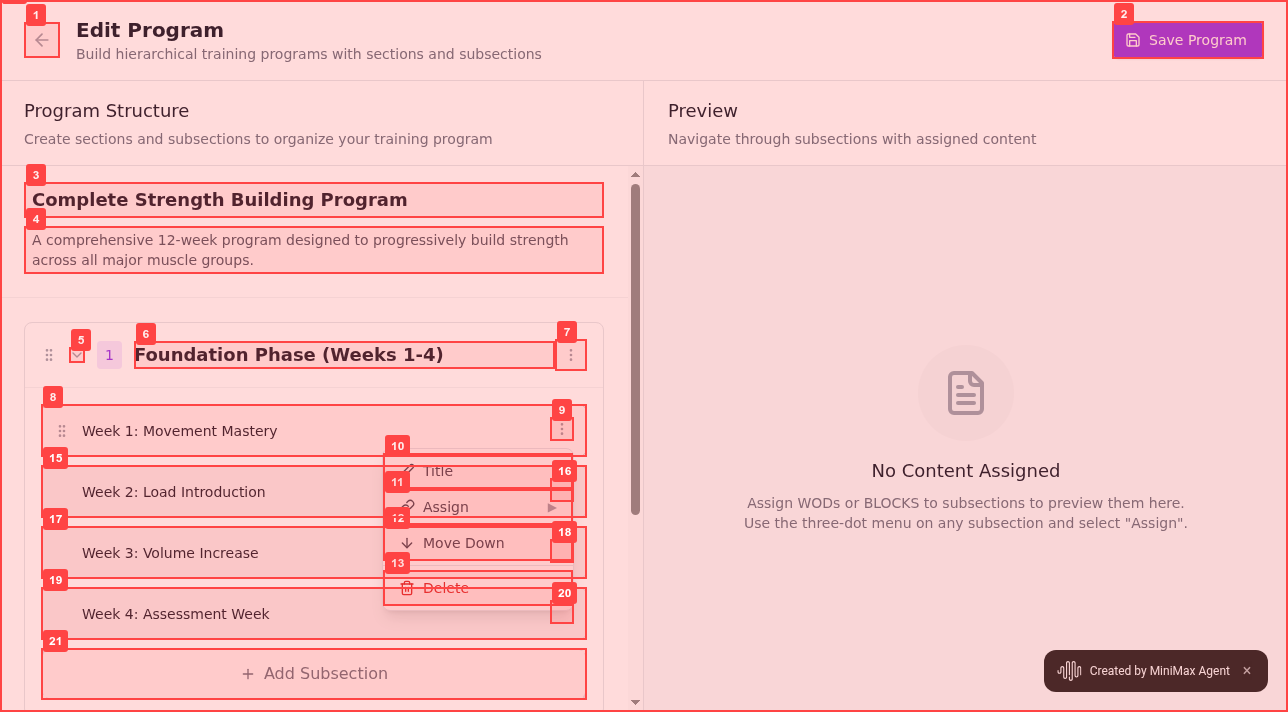 1
Edit Program
Build hierarchical training programs with sections and subsections
2
Save Program
Program Structure
Create sections and subsections to organize your training program
Preview
Navigate through subsections with assigned content
3
Complete Strength Building Program
4
A comprehensive 12-week program designed to progressively build strength
across all major muscle groups.
5
6
7
1
Foundation Phase (Weeks 1-4)
8
9
Week 1: Movement Mastery
10
Title
15
16
Week 2: Load Introduction
11
Assign
17
12
Move Down
18
Week 3: Volume Increase
13
Delete
19
20
Week 4: Assessment Week
21
Add Subsection
No Content Assigned
Assign WODs or BLOCKS to subsections to preview them here.
Use the three-dot menu on any subsection and select "Assign".
Created by MiniMax Agent ×